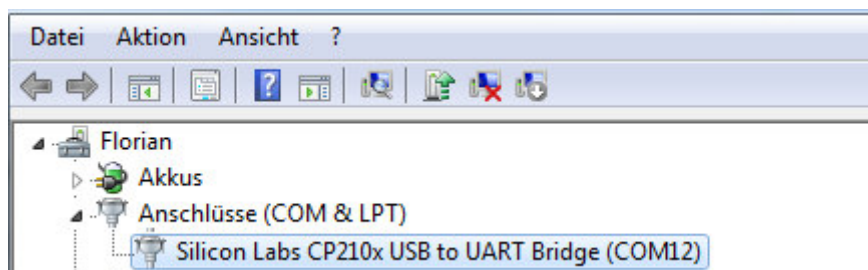 Datei Aktion Ansicht ?
Florian
Akkus
Anschlüsse (COM & LPT)
Silicon Labs CP210x USB to UART Bridge (COM12)